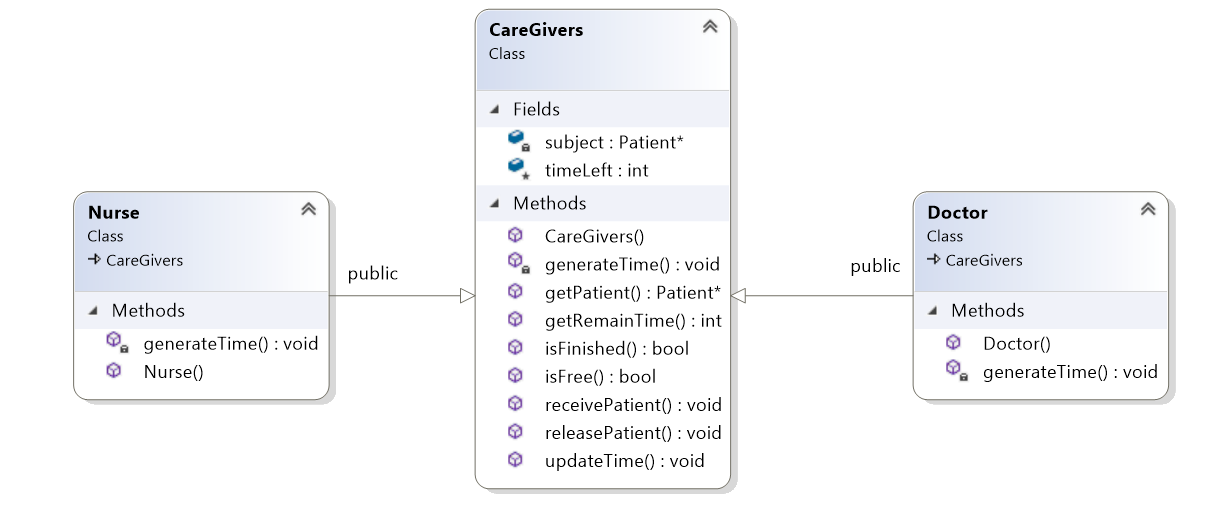 CareGivers
Class
Fields
subject : Patient*
timeLeft : int
Methods
CareGivers()
generateTime() : void
getPatient() : Patient*
getRemainTime() : int
isFinished() : bool
isFree() : bool
receivePatient() : void
releasePatient() : void
updateTime() : void
Nurse
Class
CareGivers
Methods
generateTime() : void
Nurse()
public
public
Doctor
Class
CareGivers
Methods
Doctor()
generateTime() : void